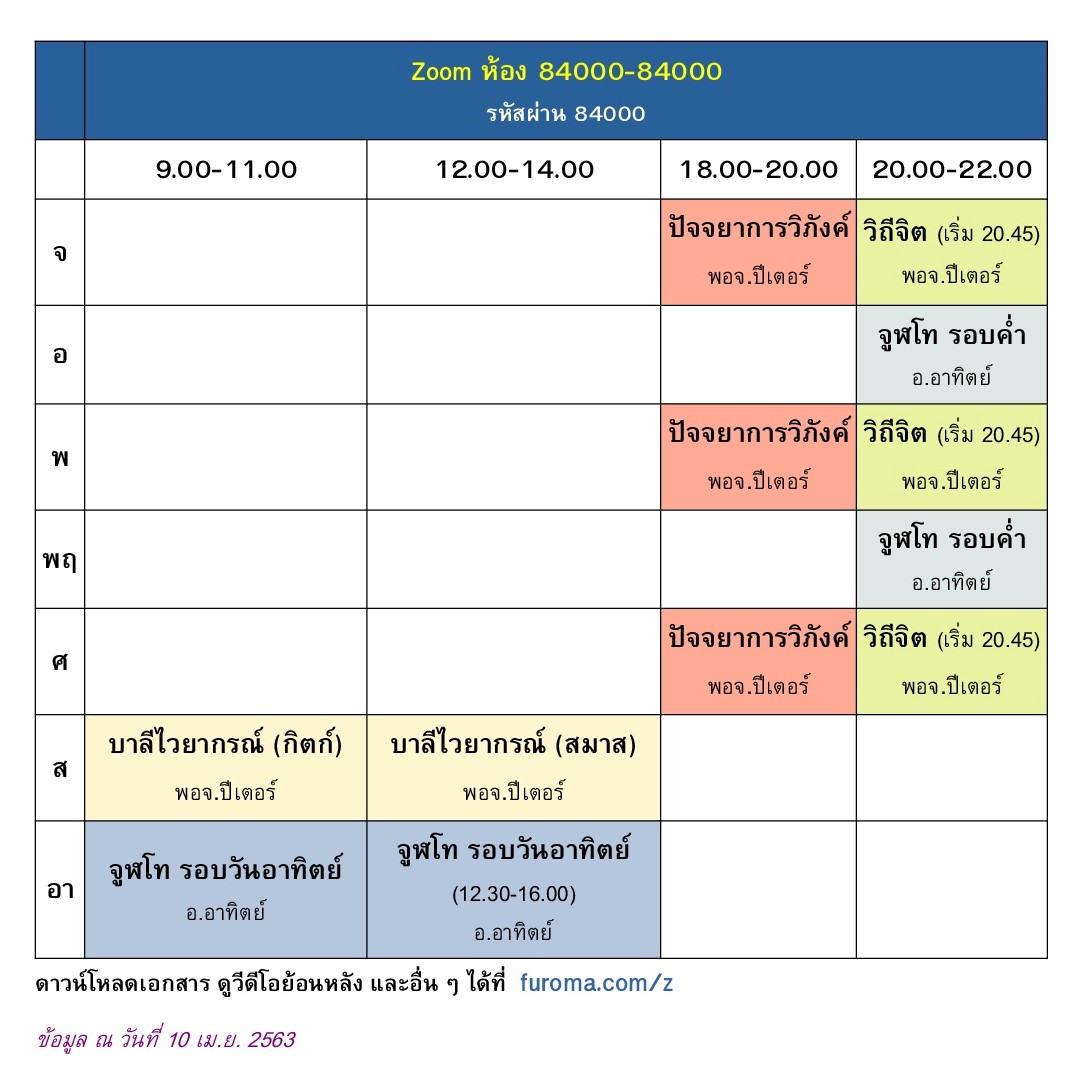 Zoom ห้อง 84000-84000
รหัสผ่าน 84000
9.00-11.00 12.00-14.00 18.00-20.00 20.00-22.00
จ
ปัจจยาการวิภังค์
พอจ.ปีเตอร์
วิถีจิต (เริ่ม 20.45)
พอจ.ปีเตอร์
อ
จูฬโท รอบค่ำ
อ.อาทิตย์
พ
ปัจจยาการวิภังค์
พอจ.ปีเตอร์
วิถีจิต (เริ่ม 20.45)
พอจ.ปีเตอร์
พฤ
จูฬโท รอบค่ำ
อ.อาทิตย์
ศ
ปัจจยาการวิภังค์
พอจ.ปีเตอร์
วิถีจิต (เริ่ม 20.45)
พอจ.ปีเตอร์
ส
บาลีไวยากรณ์ (กิตก์)
พอจ.ปีเตอร์
บาลีไวยากรณ์ (สมาส)
พอจ.ปีเตอร์
อา
จูฬโท รอบวันอาทิตย์
อ.อาทิตย์
จูฬโท รอบวันอาทิตย์
(12.30-16.00)
อ.อาทิตย์
ดาวน์โหลดเอกสาร ดูวีดีโอย้อนหลัง และอื่น ๆ ได้ที่ furoma.com/z
ข้อมูล ณ วันที่ 10 เม.ย. 2563